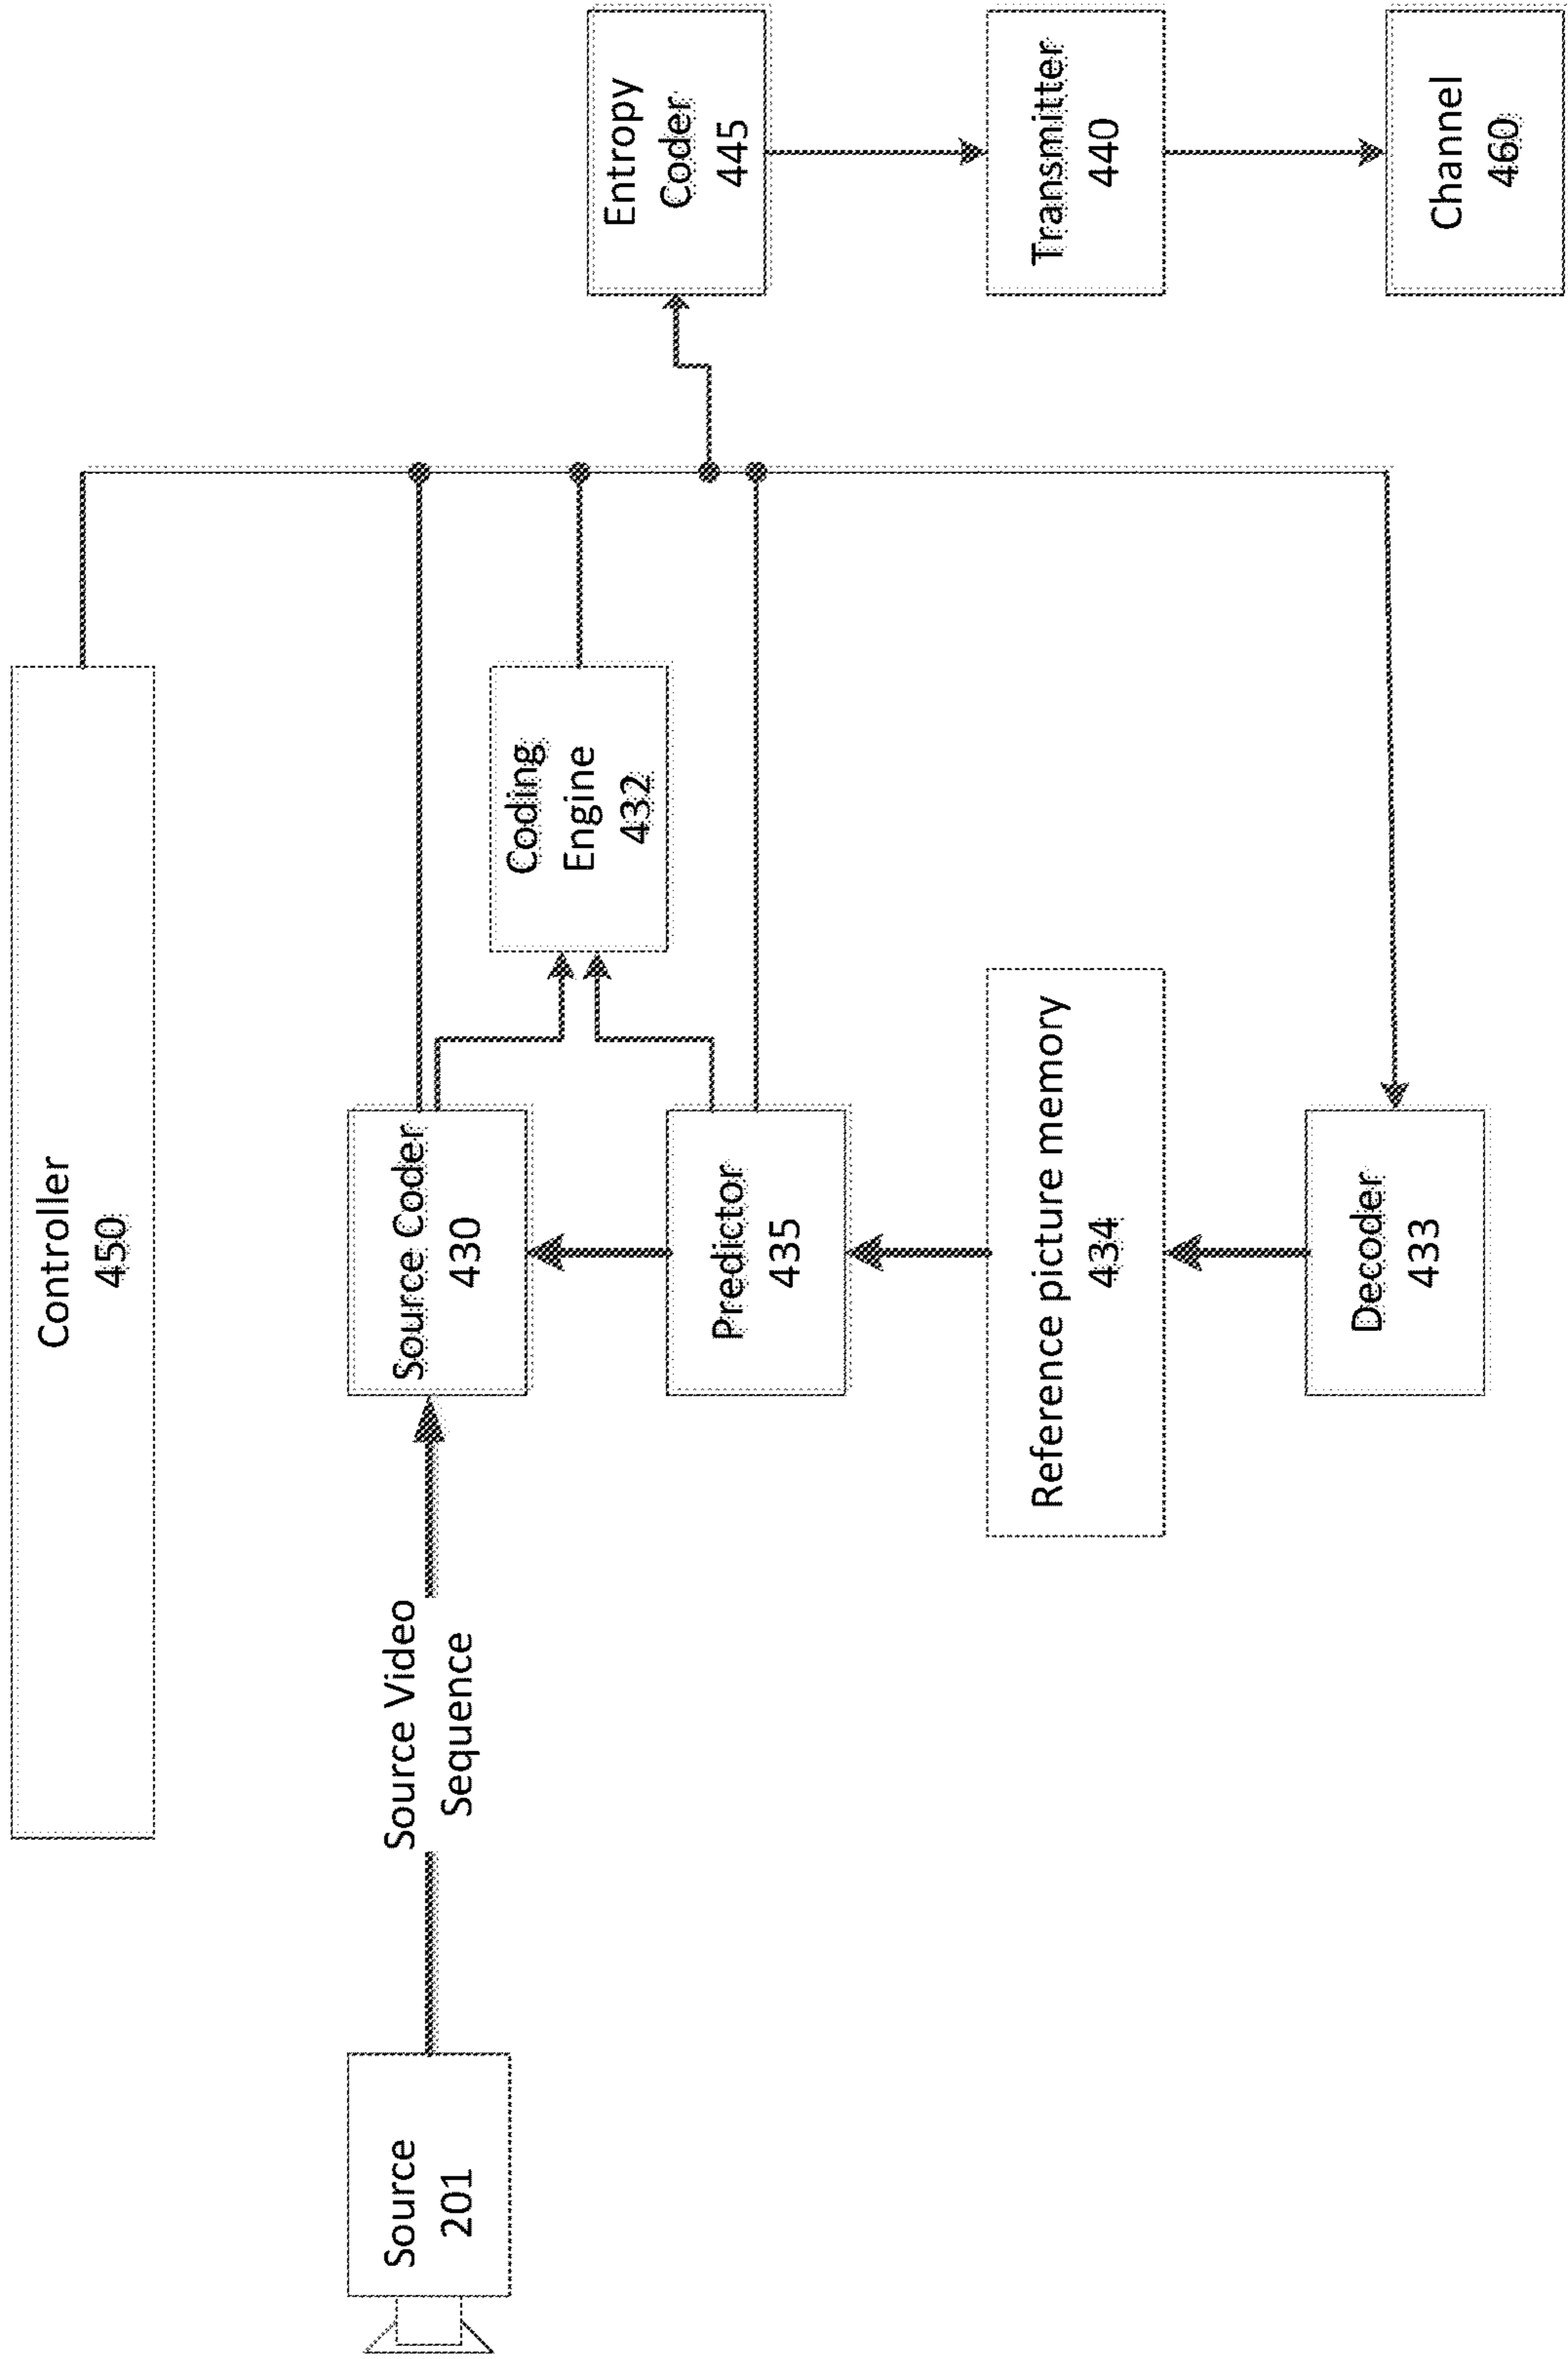 Controller
450
Source
201
Source Video
Sequence
Source Coder
430
Coding
Engine
432
Predictor
435
Reference picture memory
434
Decoder
433
Entropy
Coder
445
Transmitter
440
Channel
460